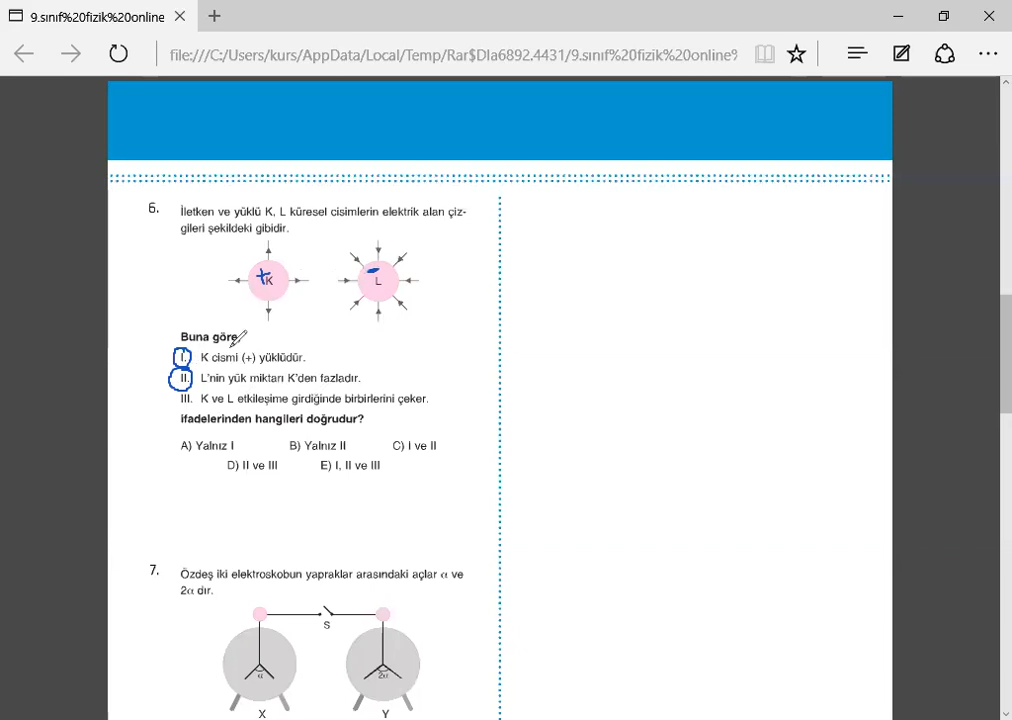 9.sınıf%20fizik%20online
file:///C:/Users/kurs/AppData/Local/Temp/Rar$DIa6892.4431/9.sınıf%20fizik%20online%
6.
İletken ve yüklü K, L küresel cisimlerin elektrik alan çiz-
gileri şekildeki gibidir.
+ K
- L
Buna göre
I. K cismi (+) yüklüdür.
II. L'nin yük miktarı K'den fazladır.
III. K ve L etkileşime girdiğinde birbirlerini çeker.
ifadelerinden hangileri doğrudur?
A) Yalnız I B) Yalnız II C) I ve II
D) II ve III E) I, II ve III
7.
Özdeş iki elektroskobun yapraklar arasındaki açlar α ve
2α dır.
S
α 2α
X Y